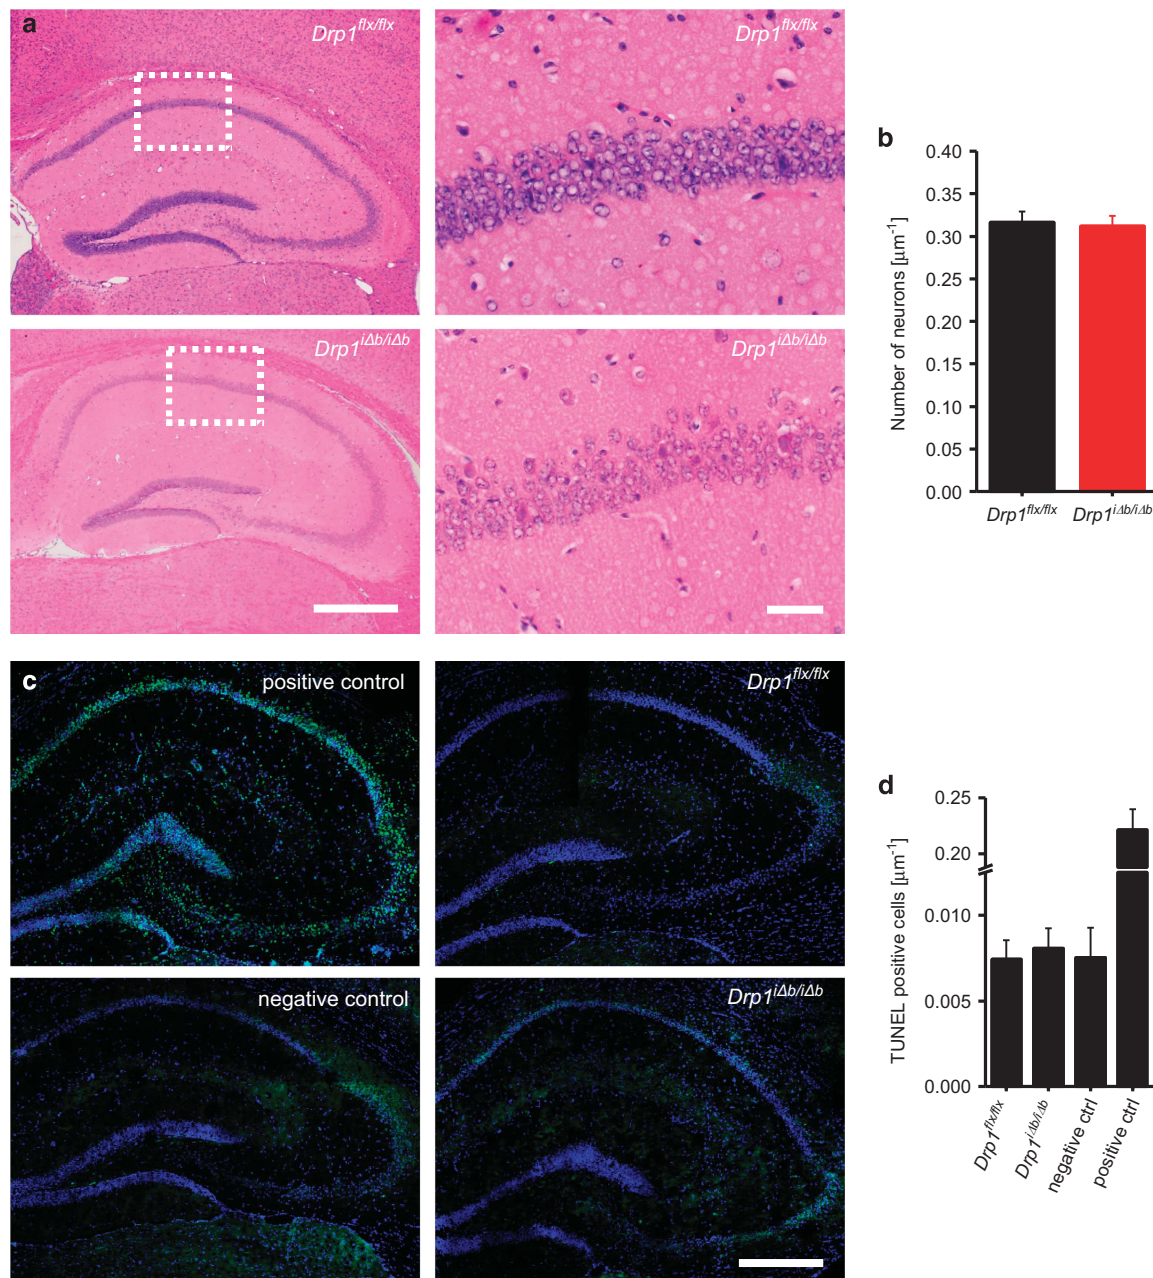 a
Drp1flx/flx
Drp1flx/flx
Drp1iΔb/iΔb
Drp1iΔb/iΔb
b
Number of neurons [μm-1]
0.40
0.35
0.30
0.25
0.20
0.15
0.10
0.05
0.00
Drp1flx/flx
Drp1iΔb/iΔb
c
positive control
Drp1flx/flx
negative control
Drp1iΔb/iΔb
d
TUNEL positive cells [μm-1]
0.25
0.20
0.010
0.005
0.000
Drp1flx/flx
Drp1iΔb/iΔb
negative ctrl
positive ctrl